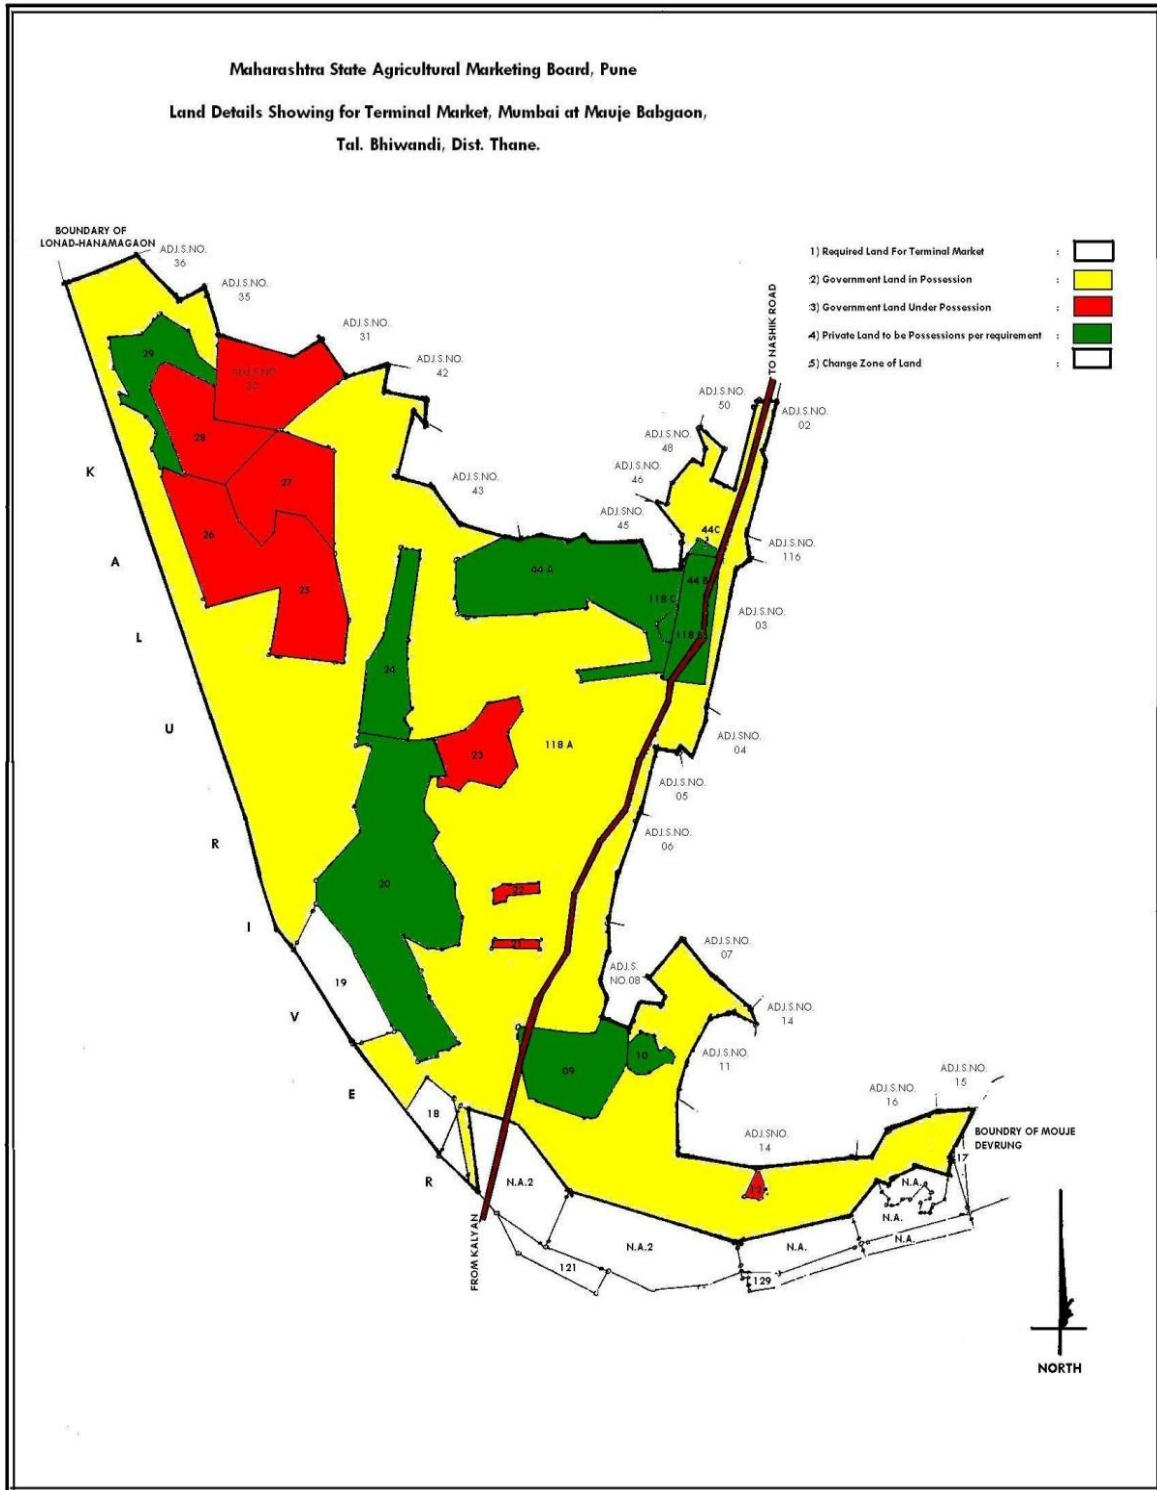 Maharashtra State Agricultural Marketing Board, Pune
Land Details Showing for Terminal Market, Mumbai at Mauje Babgaon,
Tal. Bhiwandi, Dist. Thane.
BOUNDARY OF
LONAD-HANAMAGAON
ADJ.S.NO.
36
ADJ.S.NO.
35
ADJ.S.NO.
31
ADJ.S.NO.
42
1) Required Land For Terminal Market :
2) Government Land in Possession :
3) Government Land Under Possession :
4) Private Land to be Possessions per requirement :
5) Change Zone of Land :
TO NASHIK ROAD
ADJ.S.NO.
50
ADJ.S.NO.
02
ADJ.S.NO.
48
ADJ.S.NO.
46
ADJ.SNO.
45
ADJ.S.NO.
43
ADJ.S.NO.
30
29
28
27
26
25
44C
44 A
44 B
118 C
118 B
ADJ.S.NO.
116
ADJ.S.NO.
03
24
23
118 A
ADJ.SNO.
04
ADJ.S.NO.
05
ADJ.S.NO.
06
20
22
21
19
18
K
A
L
U
R
I
V
E
R
ADJ.S.
NO.08
ADJ.S.NO.
07
ADJ.S.NO.
14
ADJ.S.NO.
11
09
10
ADJ.S.NO.
16
ADJ.S.NO.
15
BOUNDRY OF MOUJE
DEVRUNG
17
ADJ.SNO.
14
12
N.A.2
N.A.2
N.A.
N.A.
N.A.
N.A.
121
129
FROM KALYAN
NORTH